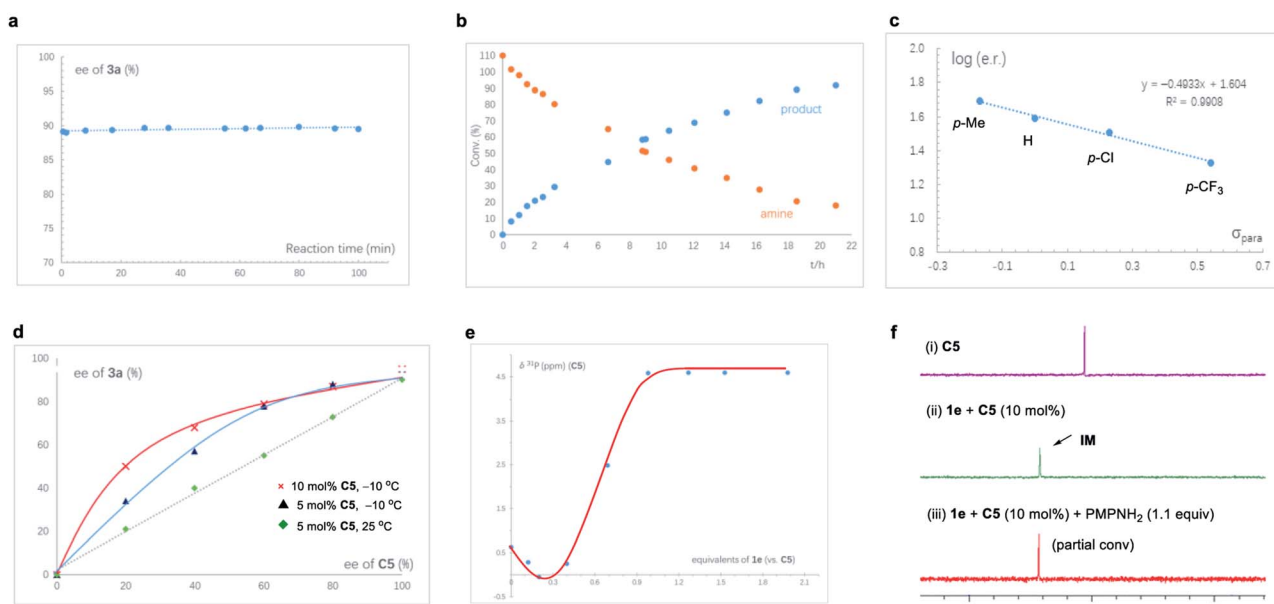 a
ee of 3a (%)
100
95
90
85
80
75
70
0 20 40 60 80 100
Reaction time (min)
b
Conv. (%)
110
100
90
80
70
60
50
40
30
20
10
0
product
amine
0 2 4 6 8 10 12 14 16 18 20 22
t/h
c
log (e.r.)
2.0
1.8
1.6
1.4
1.2
1.0
0.8
y = −0.4933x + 1.604
R² = 0.9908
p-Me
H
p-Cl
p-CF₃
σpara
-0.3 -0.1 0.1 0.3 0.5 0.7
d
ee of 3a (%)
100
80
60
40
20
0
10 mol% C5, −10 °C
5 mol% C5, −10 °C
5 mol% C5, 25 °C
ee of C5 (%)
0 20 40 60 80 100
e
δ ³¹P (ppm) (C5)
4.5
2.5
0.5
-0.5
equivalents of 1e (vs. C5)
0 0.3 0.6 0.9 1.2 1.5 1.8 2.1
f
(i) C5
(ii) 1e + C5 (10 mol%)
IM
(iii) 1e + C5 (10 mol%) + PMPNH₂ (1.1 equiv)
(partial conv)